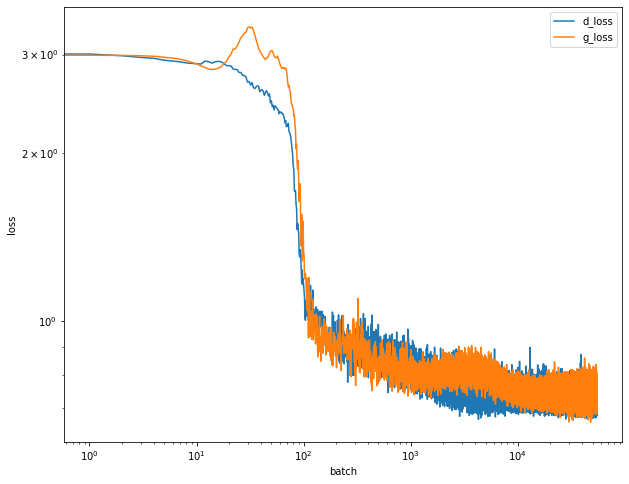 d_loss
g_loss
3 × 10⁰
2 × 10⁰
10⁰
loss
10⁰ 10¹ 10² 10³ 10⁴
batch